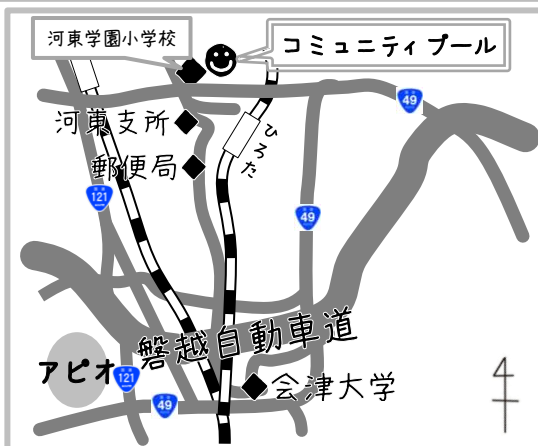 河東学園小学校
コミュニティプール
49
河東支所
ひろた
郵便局
121
49
磐越自動車道
アピオ
121
会津大学
49